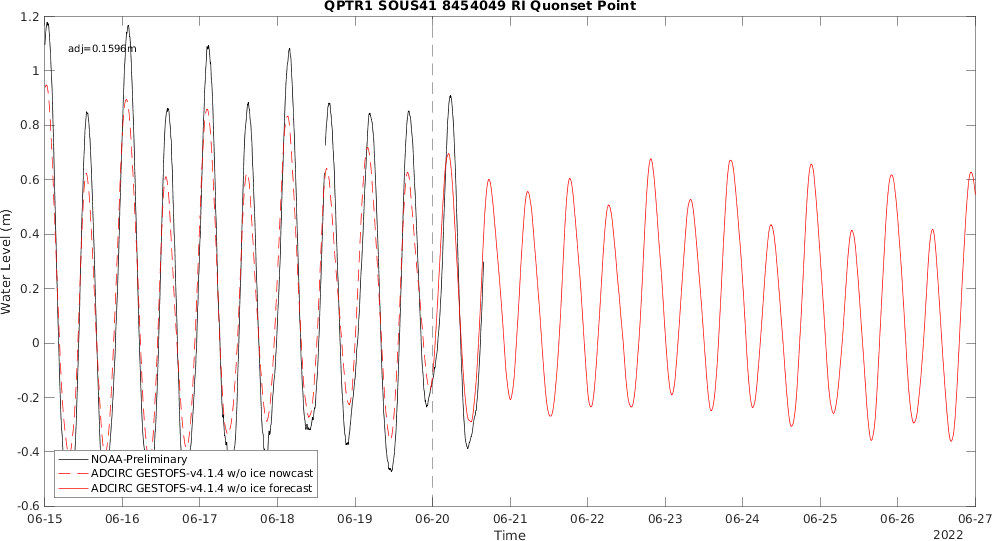 QPTR1 SOUS41 8454049 RI Quonset Point
1.2
adj=0.1596m
1
0.8
0.6
0.4
0.2
0
-0.2
-0.4
-0.6
Water Level (m)
NOAA-Preliminary
ADCIRC GESTOFS-v4.1.4 w/o ice nowcast
ADCIRC GESTOFS-v4.1.4 w/o ice forecast
06-15 06-16 06-17 06-18 06-19 06-20 06-21 06-22 06-23 06-24 06-25 06-26 06-27
Time
2022